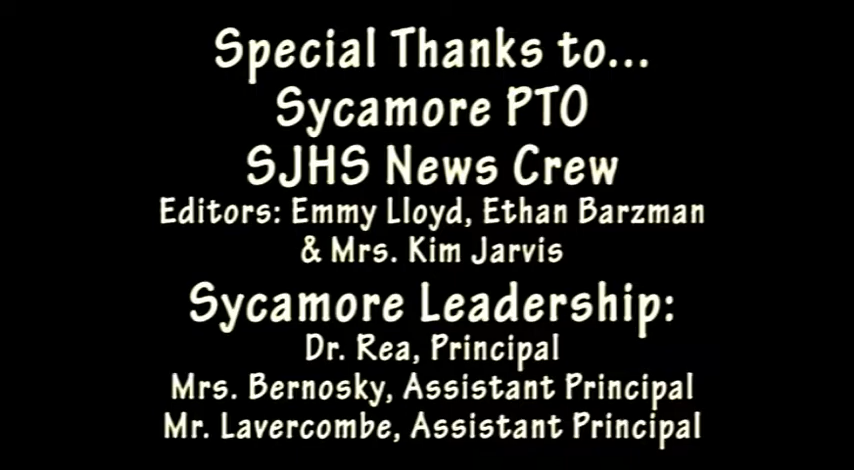 Special Thanks to...
Sycamore PTO
SJHS News Crew
Editors: Emmy Lloyd, Ethan Barzman
& Mrs. Kim Jarvis
Sycamore Leadership:
Dr. Rea, Principal
Mrs. Bernosky, Assistant Principal
Mr. Lavercombe, Assistant Principal